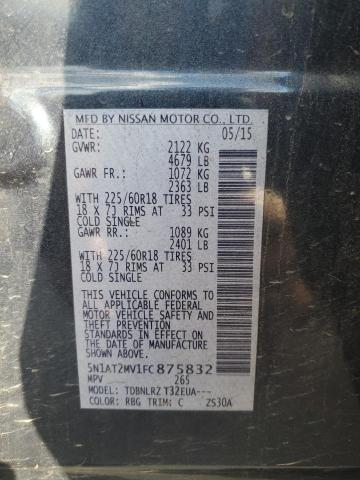 MFD BY NISSAN MOTOR CO., LTD.
DATE: 05/15
GVWR: 2122 KG
4679 LB
GAWR FR.: 1072 KG
2363 LB
WITH 225/60R18 TIRES
18 X 7J RIMS AT 33 PSI
COLD SINGLE
GAWR RR.: 1089 KG
2401 LB
WITH 225/60R18 TIRES
18 X 7J RIMS AT 33 PSI
COLD SINGLE
THIS VEHICLE CONFORMS TO
ALL APPLICABLE FEDERAL
MOTOR VEHICLE SAFETY
STANDARDS IN EFFECT ON
THE DATE OF MANUFACTURE
SHOWN ABOVE.
5N1AT2MV1FC875832
MPV 265
MODEL: TDBNLRZ T32EUA---
COLOR: RBG TRIM: C ZS30A